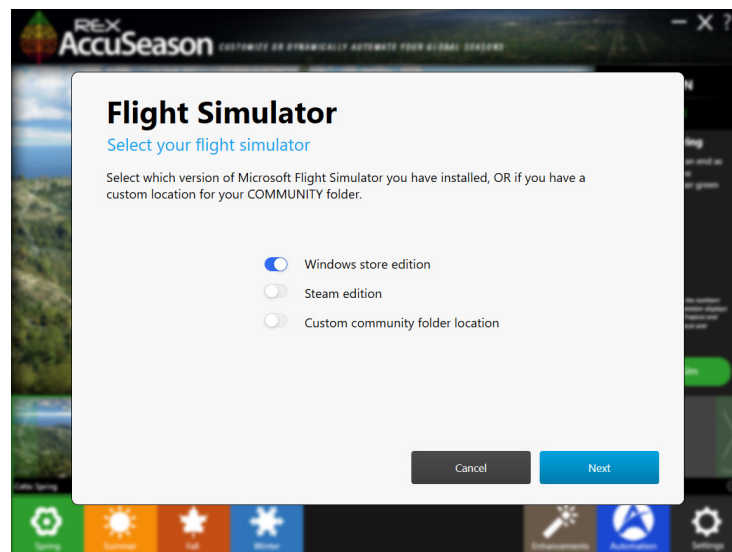 REX
AccuSeason CUSTOMIZE OR DYNAMICALLY AUTOMATE YOUR GLOBAL SEASONS
Flight Simulator
Select your flight simulator
Select which version of Microsoft Flight Simulator you have installed, OR if you have a
custom location for your COMMUNITY folder.
Windows store edition
Steam edition
Custom community folder location
Cancel
Next
Celtic Spring
Spring
Summer
Fall
Winter
Enhancements
Automation
Settings